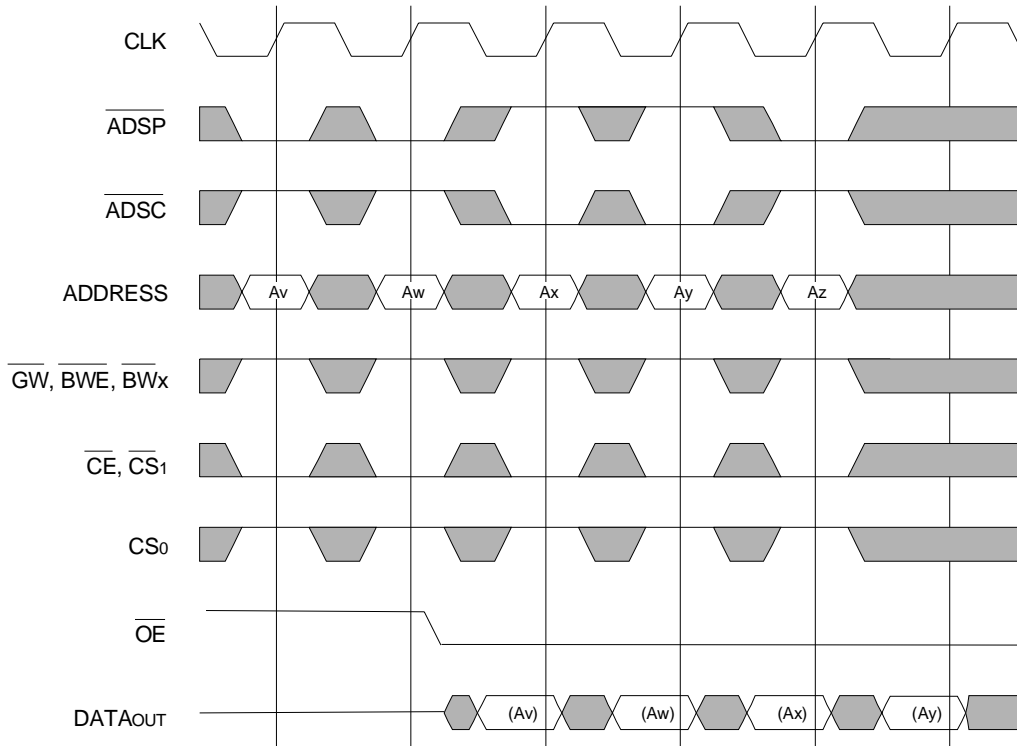 CLK
ADSP
ADSC
ADDRESS
Av Aw Ax Ay Az
GW, BWE, BWx
CE, CS1
CS0
OE
DATAOUT
(Av) (Aw) (Ax) (Ay)